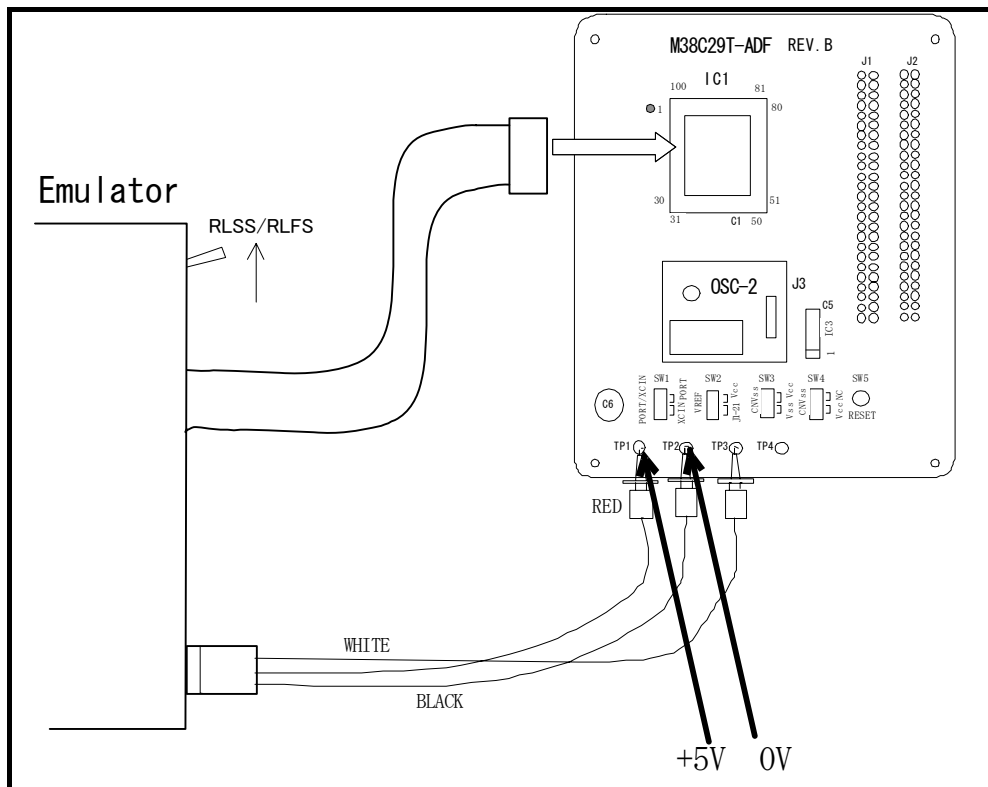 M38C29T-ADF REV.B
IC1
J1 J2
100 81
1 80
30 51
31 C1 50
Emulator
RLSS/RLFS
OSC-2 J3
C5
IC3
1
SW1 SW2 SW3 SW4 SW5
PORT/XCIN
XCIN PORT
VREF
J1-21 Vcc
CNVss
Vss Vcc
CNVss
Vcc NC
RESET
C6
TP1 TP2 TP3 TP4
RED
WHITE
BLACK
+5V 0V